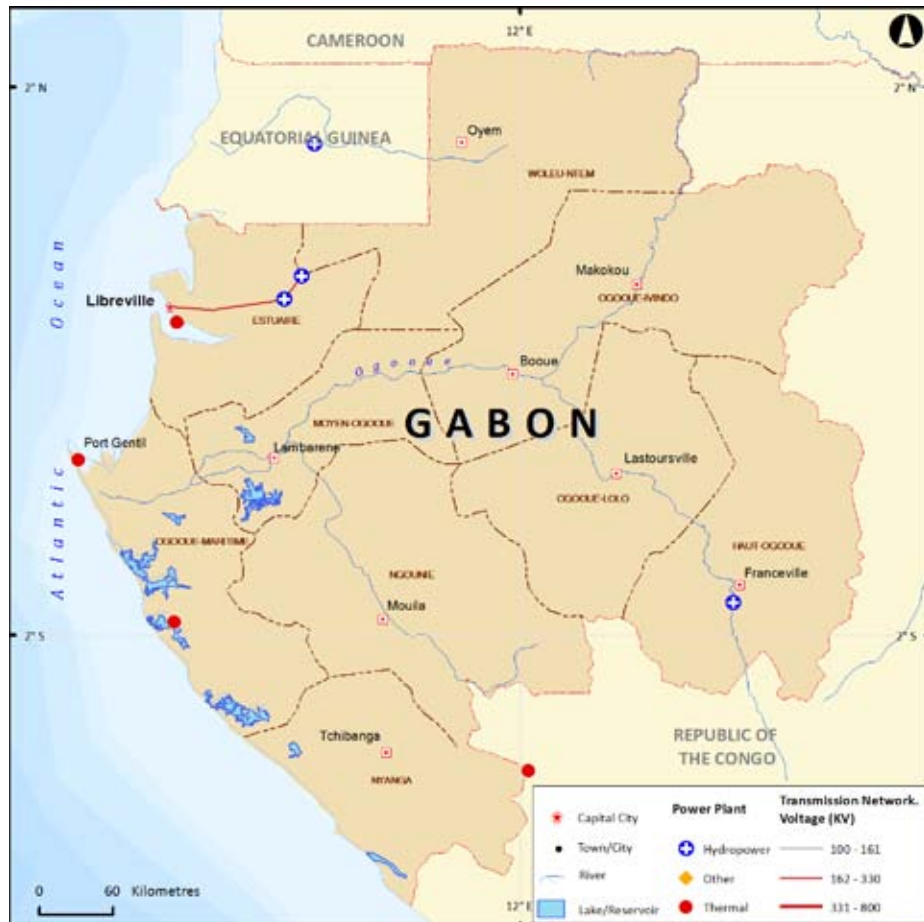 12° E
CAMEROON
2° N
2° N
Oyem
EQUATORIAL GUINEA
WOLEU-NTEM
Makokou
OGOOUE-IVINDO
Libreville
ESTUAIRE
Atlantic Ocean
Ogooue
Booue
GABON
MOYEN-OGOOUE
Port Gentil
Lambarene
Lastoursville
OGOOUE-LOLO
OGOOUE-MARITIME
HAUT-OGOOUE
NGOUNIE
Franceville
Mouila
2° S
2° S
REPUBLIC OF
THE CONGO
Tchibanga
NYANGA
Capital City
Town/City
River
Lake/Reservoir
Power Plant
Hydropower
Other
Thermal
Transmission Network.
Voltage (KV)
100 - 161
162 - 330
331 - 800
0 60 Kilometres
12° E